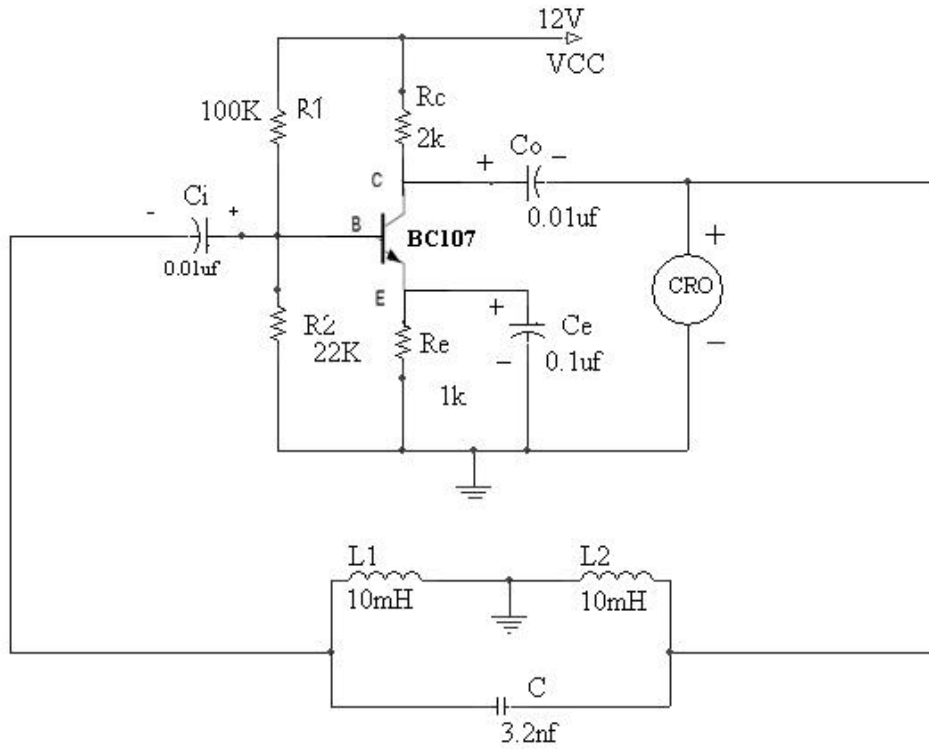 12V
VCC
100K
R1
Rc
2k
C
+
Co
-
0.01uf
Ci
-
+
0.01uf
B
BC107
E
+
CRO
-
R2
22K
Re
1k
+
-
Ce
0.1uf
L1
10mH
L2
10mH
C
3.2nf